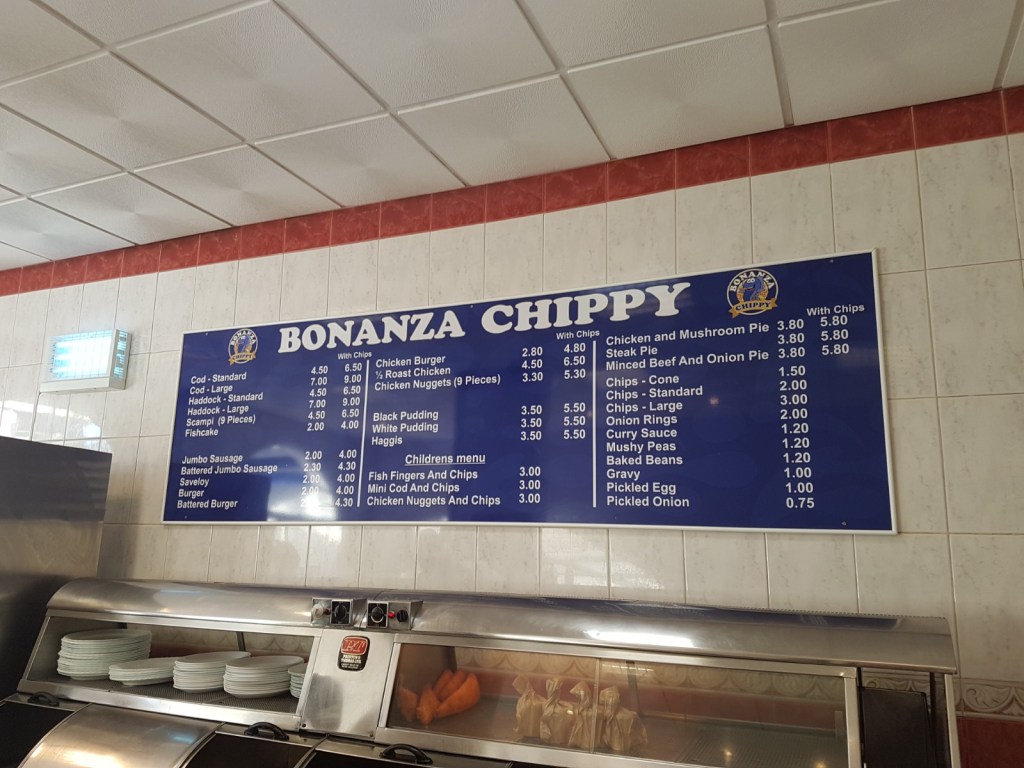 BONANZA CHIPPY
BONANZA
CHIPPY
BONANZA
CHIPPY
With Chips
Cod - Standard 4.50 6.50
Cod - Large 7.00 9.00
Haddock - Standard 4.50 6.50
Haddock - Large 7.00 9.00
Scampi (9 Pieces) 4.50 6.50
Fishcake 2.00 4.00
Jumbo Sausage 2.00 4.00
Battered Jumbo Sausage 2.30 4.30
Saveloy 2.00 4.00
Burger 2.00 4.00
Battered Burger 4.30
With Chips
Chicken Burger 2.80 4.80
½ Roast Chicken 4.50 6.50
Chicken Nuggets (9 Pieces) 3.30 5.30
Black Pudding 3.50 5.50
White Pudding 3.50 5.50
Haggis 3.50 5.50
Childrens menu
Fish Fingers And Chips 3.00
Mini Cod And Chips 3.00
Chicken Nuggets And Chips 3.00
With Chips
Chicken and Mushroom Pie 3.80 5.80
Steak Pie 3.80 5.80
Minced Beef And Onion Pie 3.80 5.80
Chips - Cone 1.50
Chips - Standard 2.00
Chips - Large 3.00
Onion Rings 2.00
Curry Sauce 1.20
Mushy Peas 1.20
Baked Beans 1.20
Gravy 1.00
Pickled Egg 1.00
Pickled Onion 0.75